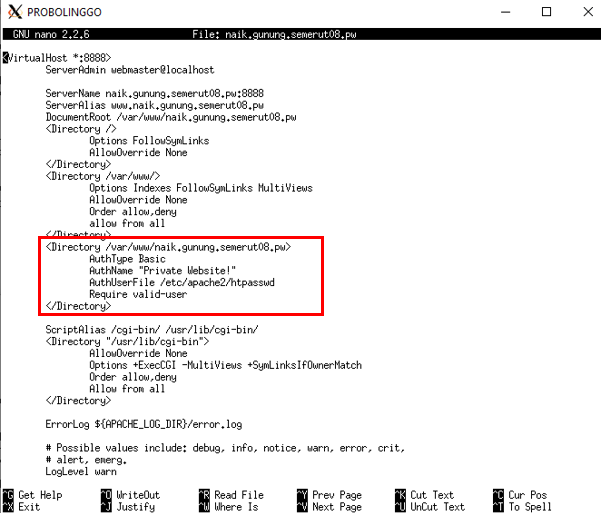 PROBOLINGGO
GNU nano 2.2.6 File: naik.gunung.semerut08.pw
<VirtualHost *:8888>
ServerAdmin webmaster@localhost
ServerName naik.gunung.semerut08.pw:8888
ServerAlias www.naik.gunung.semerut08.pw
DocumentRoot /var/www/naik.gunung.semerut08.pw
<Directory />
Options FollowSymLinks
AllowOverride None
</Directory>
<Directory /var/www/>
Options Indexes FollowSymLinks MultiViews
AllowOverride None
Order allow,deny
allow from all
</Directory>
<Directory /var/www/naik.gunung.semerut08.pw>
AuthType Basic
AuthName "Private Website!"
AuthUserFile /etc/apache2/htpasswd
Require valid-user
</Directory>
ScriptAlias /cgi-bin/ /usr/lib/cgi-bin/
<Directory "/usr/lib/cgi-bin">
AllowOverride None
Options +ExecCGI -MultiViews +SymLinksIfOwnerMatch
Order allow,deny
Allow from all
</Directory>
ErrorLog ${APACHE_LOG_DIR}/error.log
# Possible values include: debug, info, notice, warn, error, crit,
# alert, emerg.
LogLevel warn
^G Get Help ^O WriteOut ^R Read File ^Y Prev Page ^K Cut Text ^C Cur Pos
^X Exit ^J Justify ^W Where Is ^V Next Page ^U UnCut Text ^T To Spell